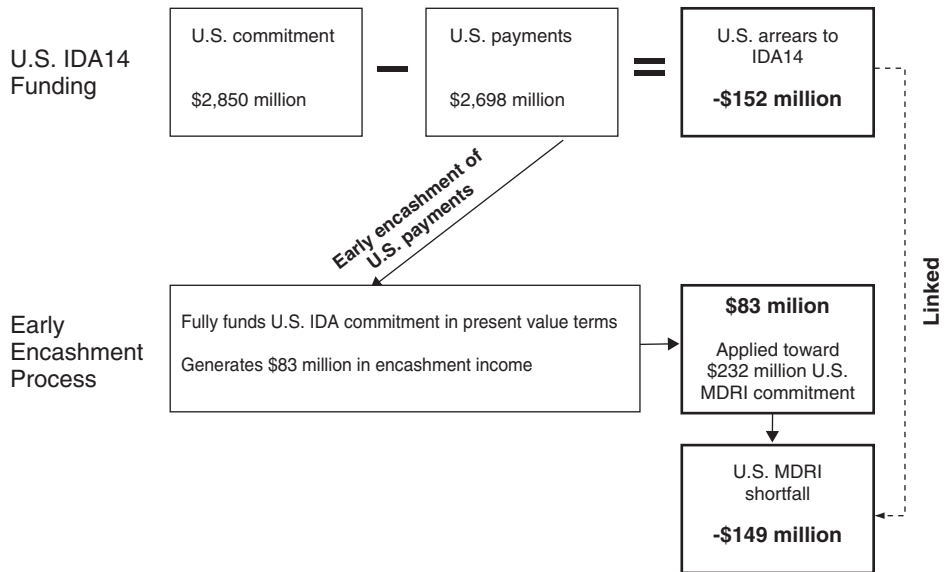 U.S. IDA14
Funding
U.S. commitment
$2,850 million
U.S. payments
$2,698 million
U.S. arrears to
IDA14
-$152 million
Early encashment of
U.S. payments
Linked
Early
Encashment
Process
Fully funds U.S. IDA commitment in present value terms
Generates $83 million in encashment income
$83 milion
Applied toward
$232 million U.S.
MDRI commitment
U.S. MDRI
shortfall
-$149 million